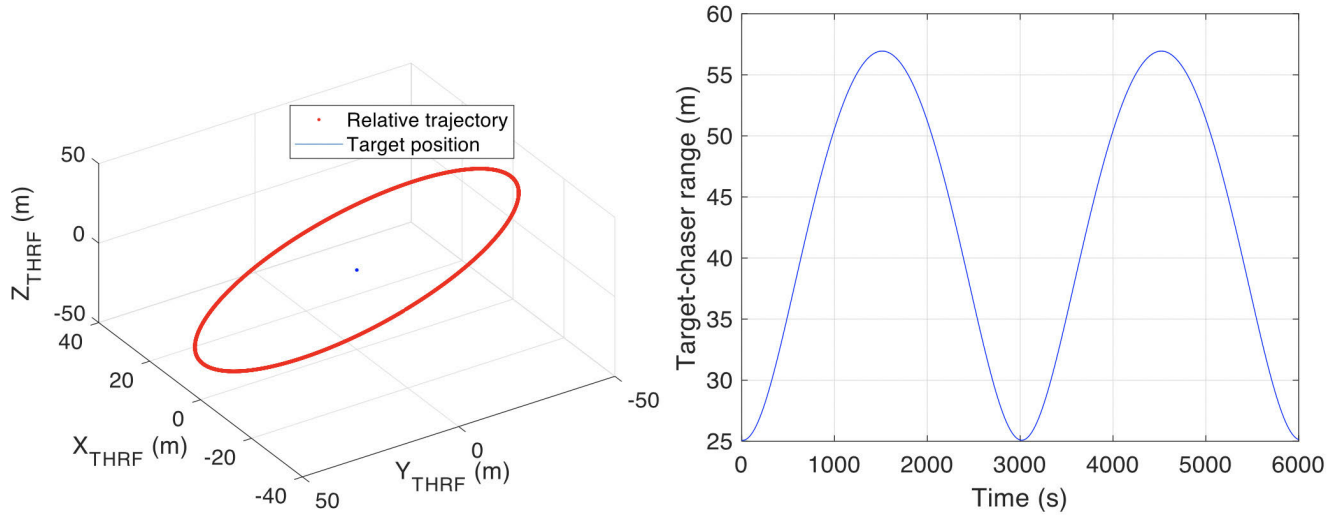 Relative trajectory
Target position
50
0
-50
Z_THRF (m)
40
20
0
-20
-40
X_THRF (m)
50
0
-50
Y_THRF (m)
60
55
50
45
40
35
30
25
Target-chaser range (m)
0 1000 2000 3000 4000 5000 6000
Time (s)